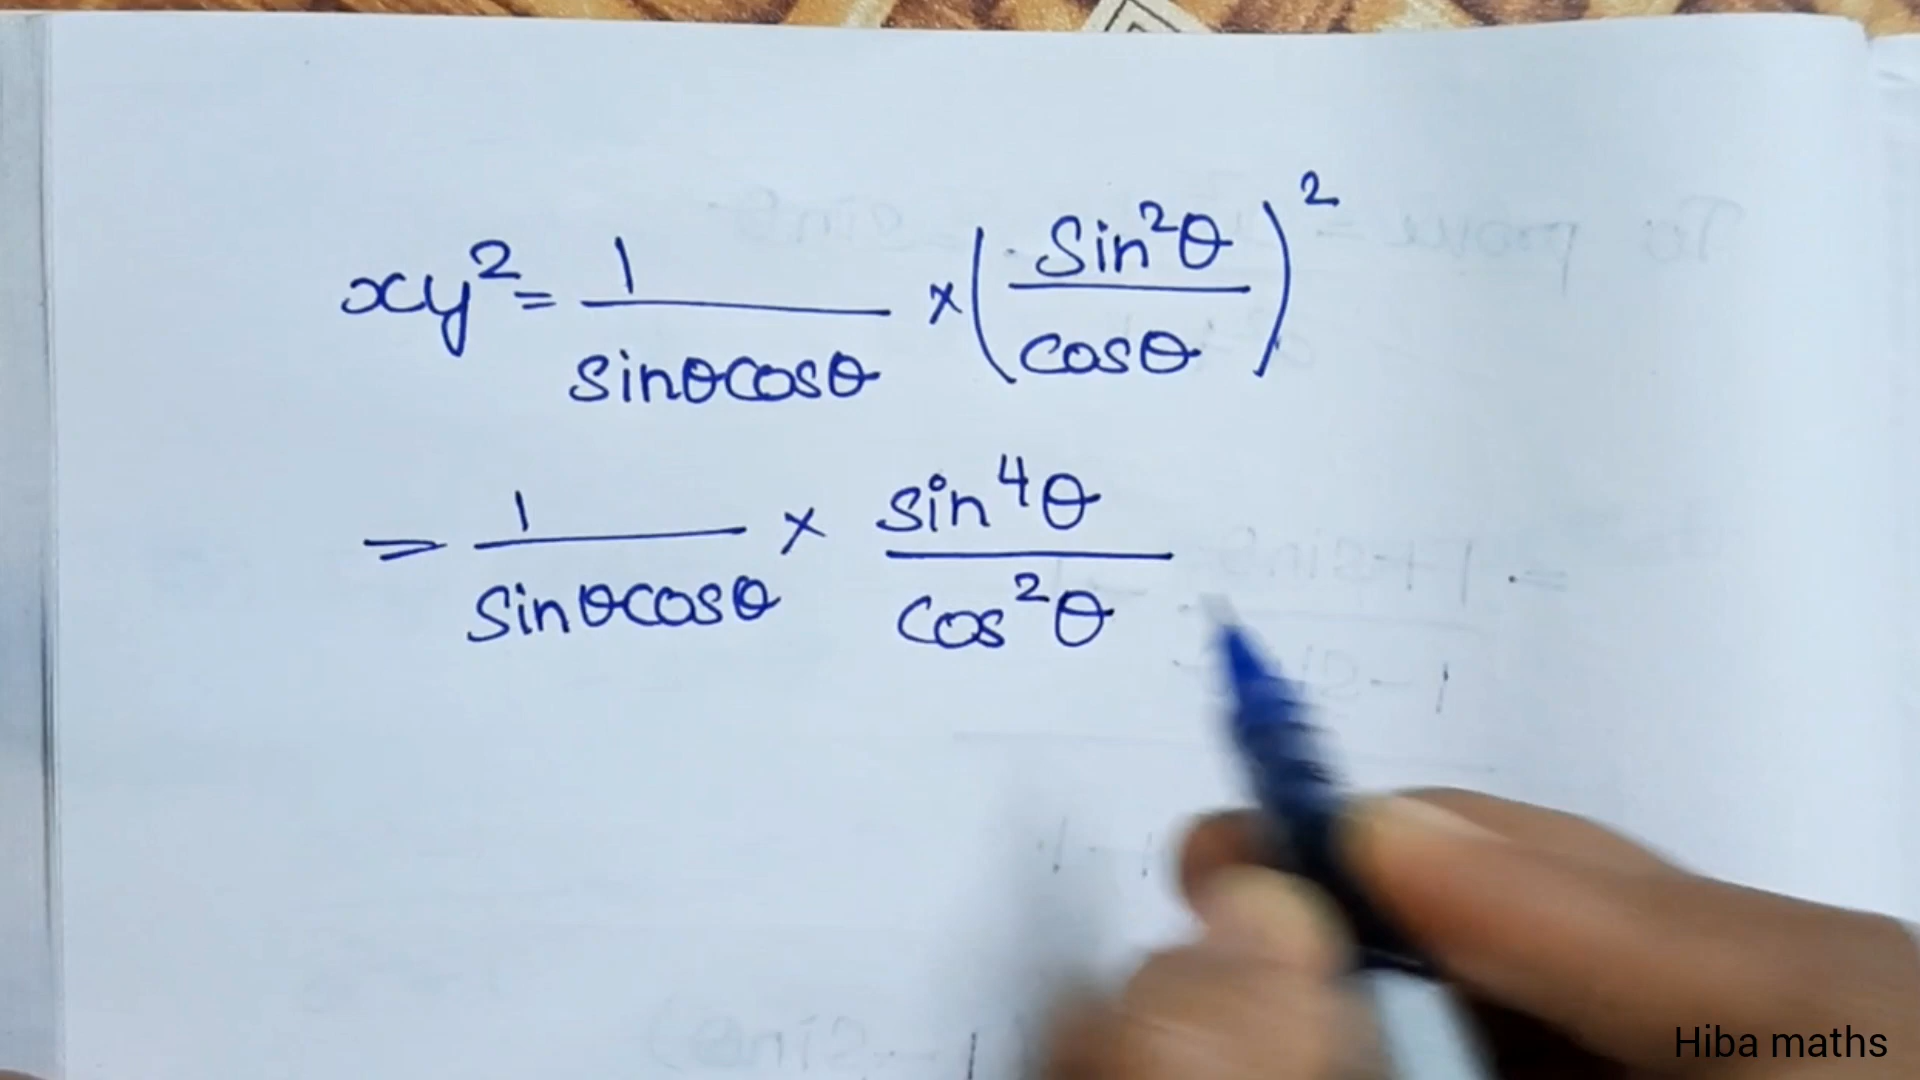 xy² = 1/(sinθcosθ) × (sin²θ/cosθ)²
= 1/(sinθcosθ) × sin⁴θ/cos²θ
Hiba maths